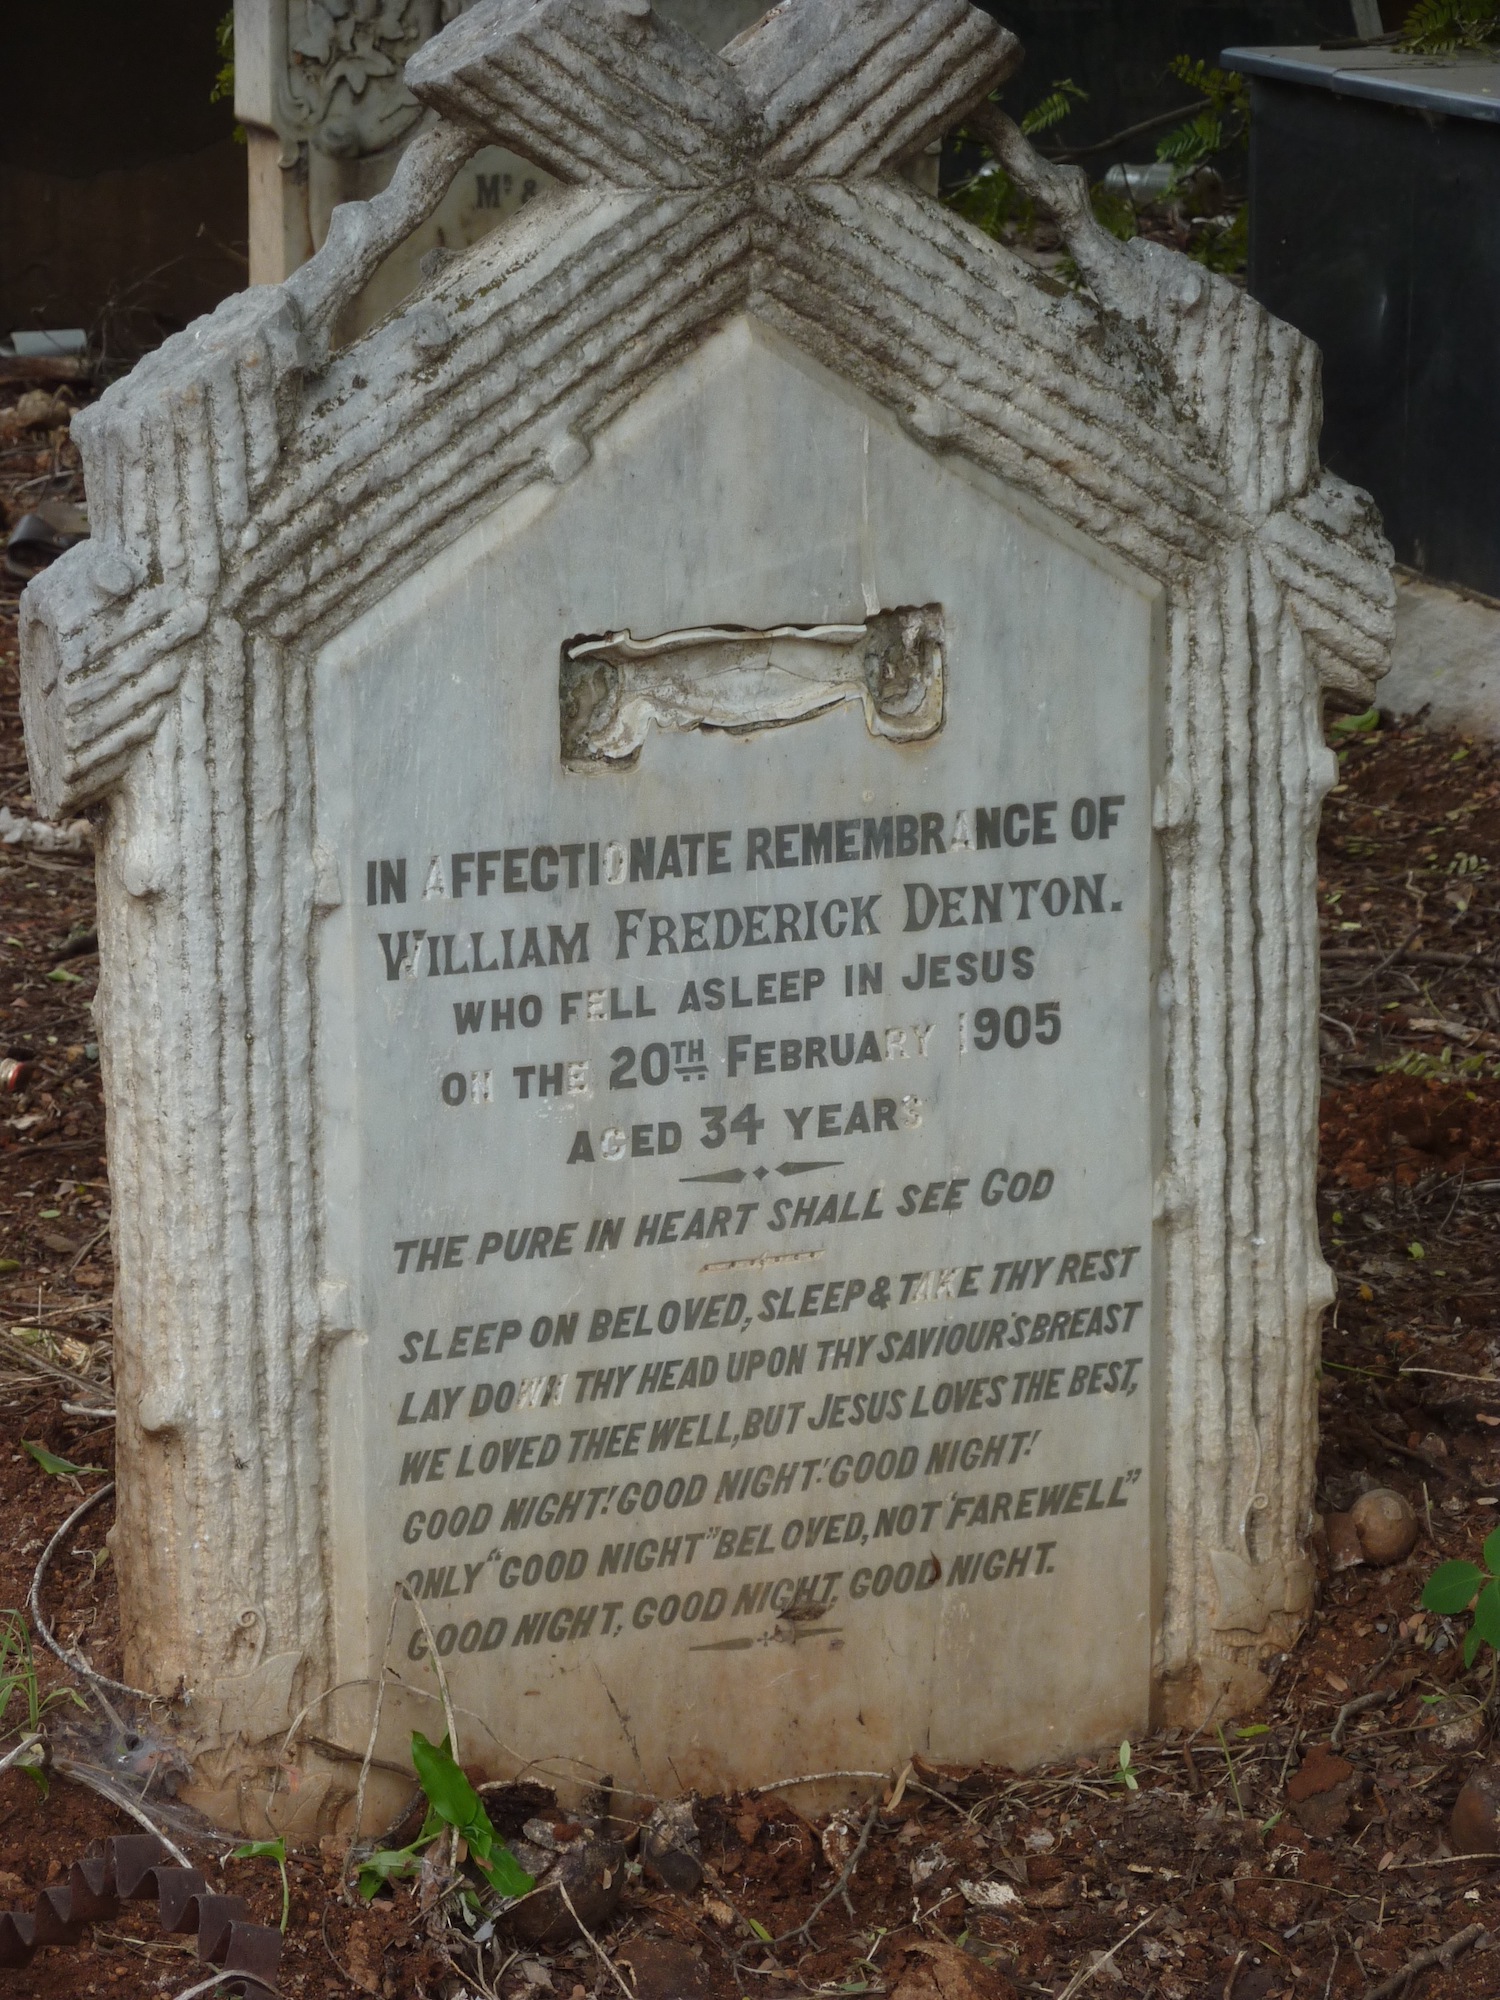 Mr &
IN AFFECTIONATE REMEMBRANCE OF
WILLIAM FREDERICK DENTON.
WHO FELL ASLEEP IN JESUS
ON THE 20TH FEBRUARY 1905
AGED 34 YEARS
THE PURE IN HEART SHALL SEE GOD
SLEEP ON BELOVED, SLEEP & TAKE THY REST
LAY DOWN THY HEAD UPON THY SAVIOUR'S BREAST
WE LOVED THEE WELL, BUT JESUS LOVES THE BEST,
GOOD NIGHT! GOOD NIGHT! GOOD NIGHT!
ONLY "GOOD NIGHT" BELOVED, NOT "FAREWELL"
GOOD NIGHT, GOOD NIGHT, GOOD NIGHT.